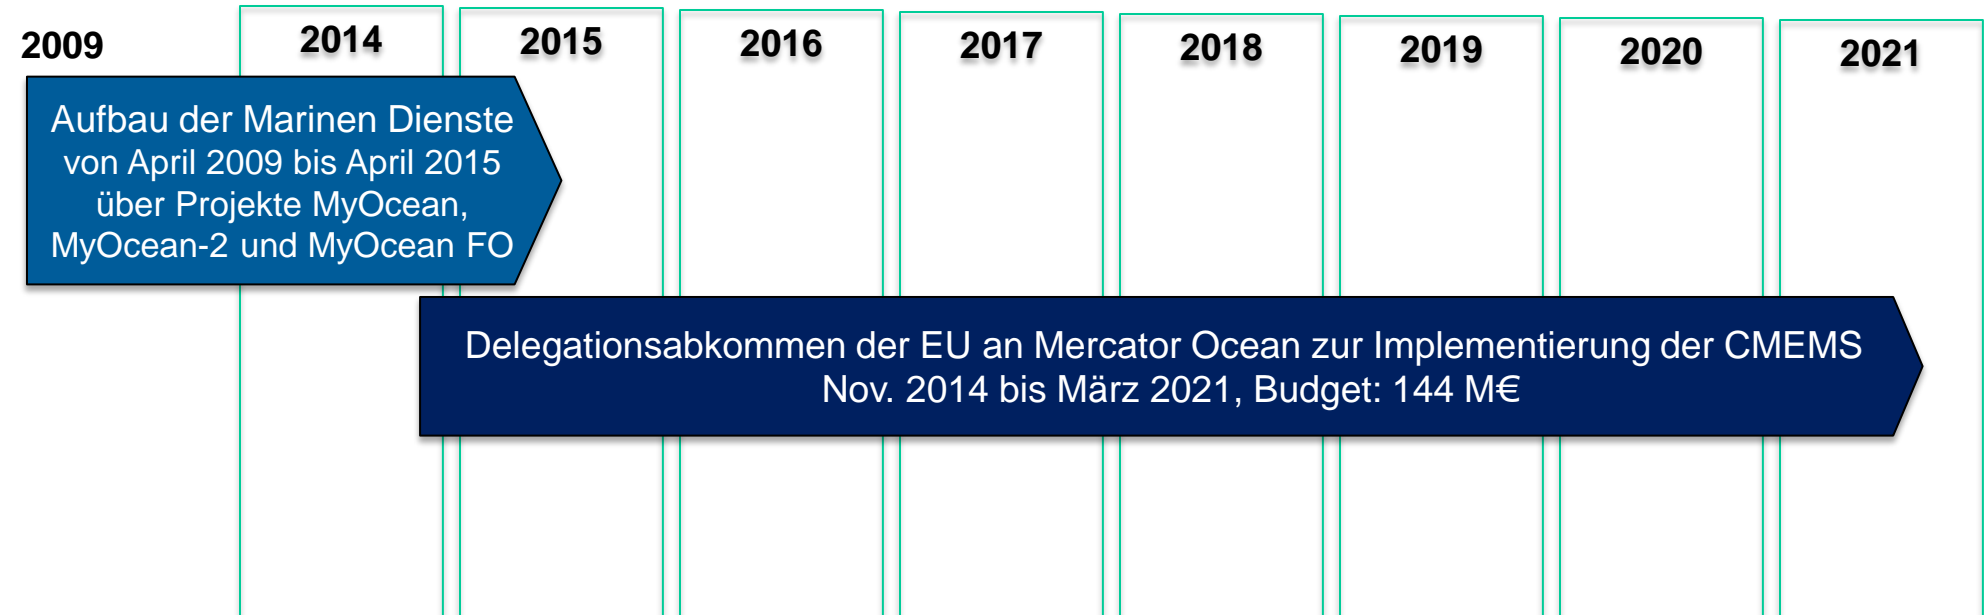 2009
2014
2015
2016
2017
2018
2019
2020
2021
Aufbau der Marinen Dienste
von April 2009 bis April 2015
über Projekte MyOcean,
MyOcean-2 und MyOcean FO
Delegationsabkommen der EU an Mercator Ocean zur Implementierung der CMEMS
Nov. 2014 bis März 2021, Budget: 144 M€